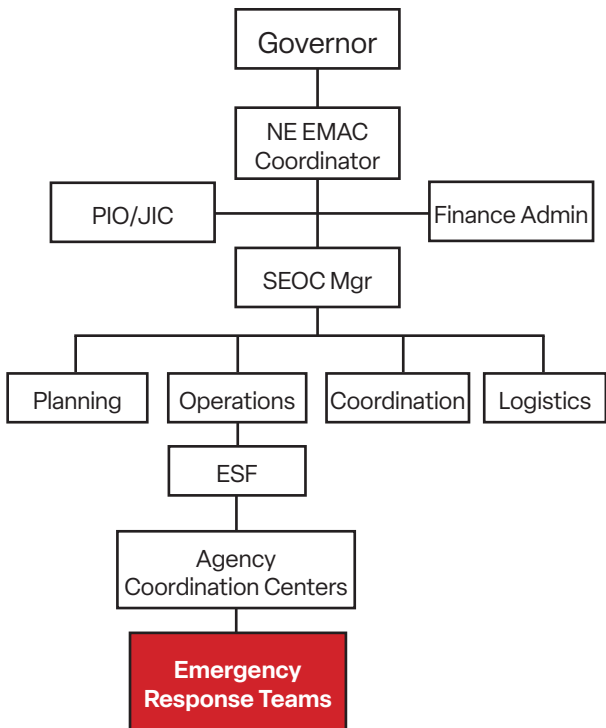 Governor
NE EMAC
Coordinator
PIO/JIC
Finance Admin
SEOC Mgr
Planning
Operations
Coordination
Logistics
ESF
Agency
Coordination Centers
Emergency
Response Teams